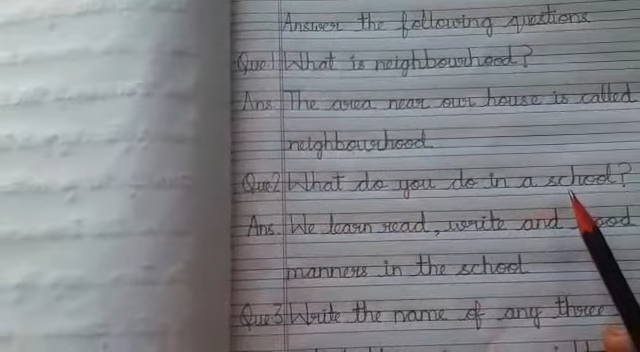 Answer the following questions
Que.1 What is neighbourhood?
Ans. The area near our house is called
neighbourhood.
Que2 What do you do in a school?
Ans. We learn read, write and good
manners in the school
Que3 Write the name of any three